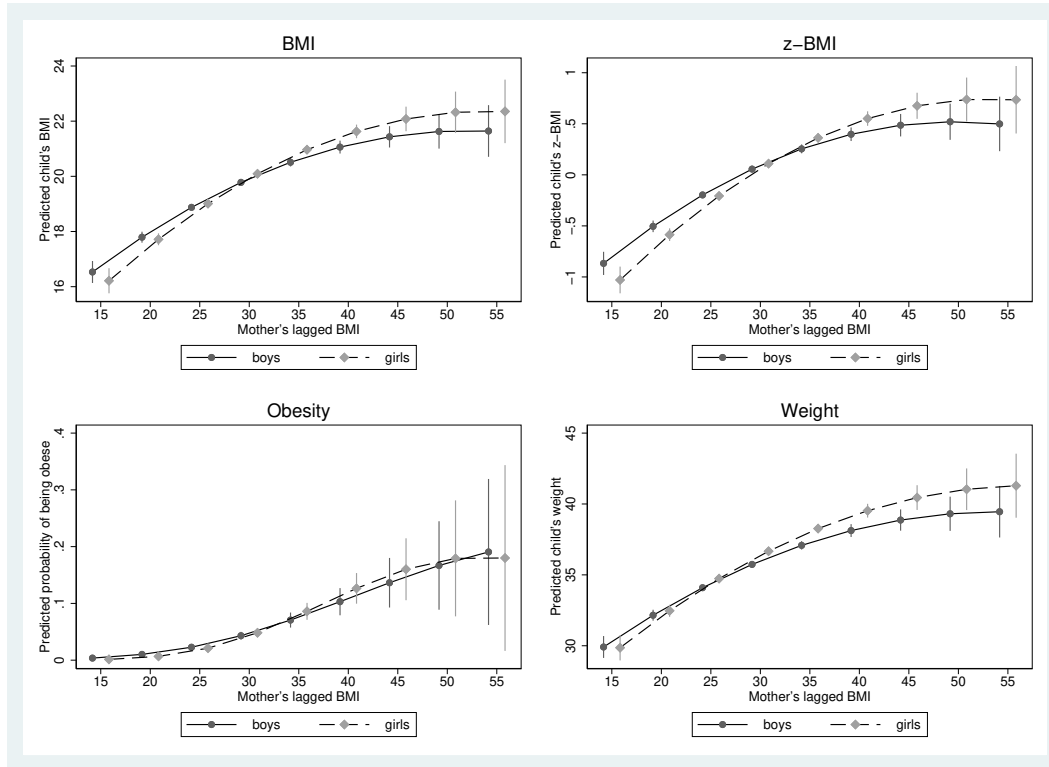 BMI
Predicted child's BMI
24
22
20
18
16
15 20 25 30 35 40 45 50 55
Mother's lagged BMI
boys girls
z−BMI
Predicted child's z-BMI
1
.5
0
−.5
−1
15 20 25 30 35 40 45 50 55
Mother's lagged BMI
boys girls
Obesity
Predicted probability of being obese
.4
.3
.2
.1
0
15 20 25 30 35 40 45 50 55
Mother's lagged BMI
boys girls
Weight
Predicted child's weight
45
40
35
30
15 20 25 30 35 40 45 50 55
Mother's lagged BMI
boys girls